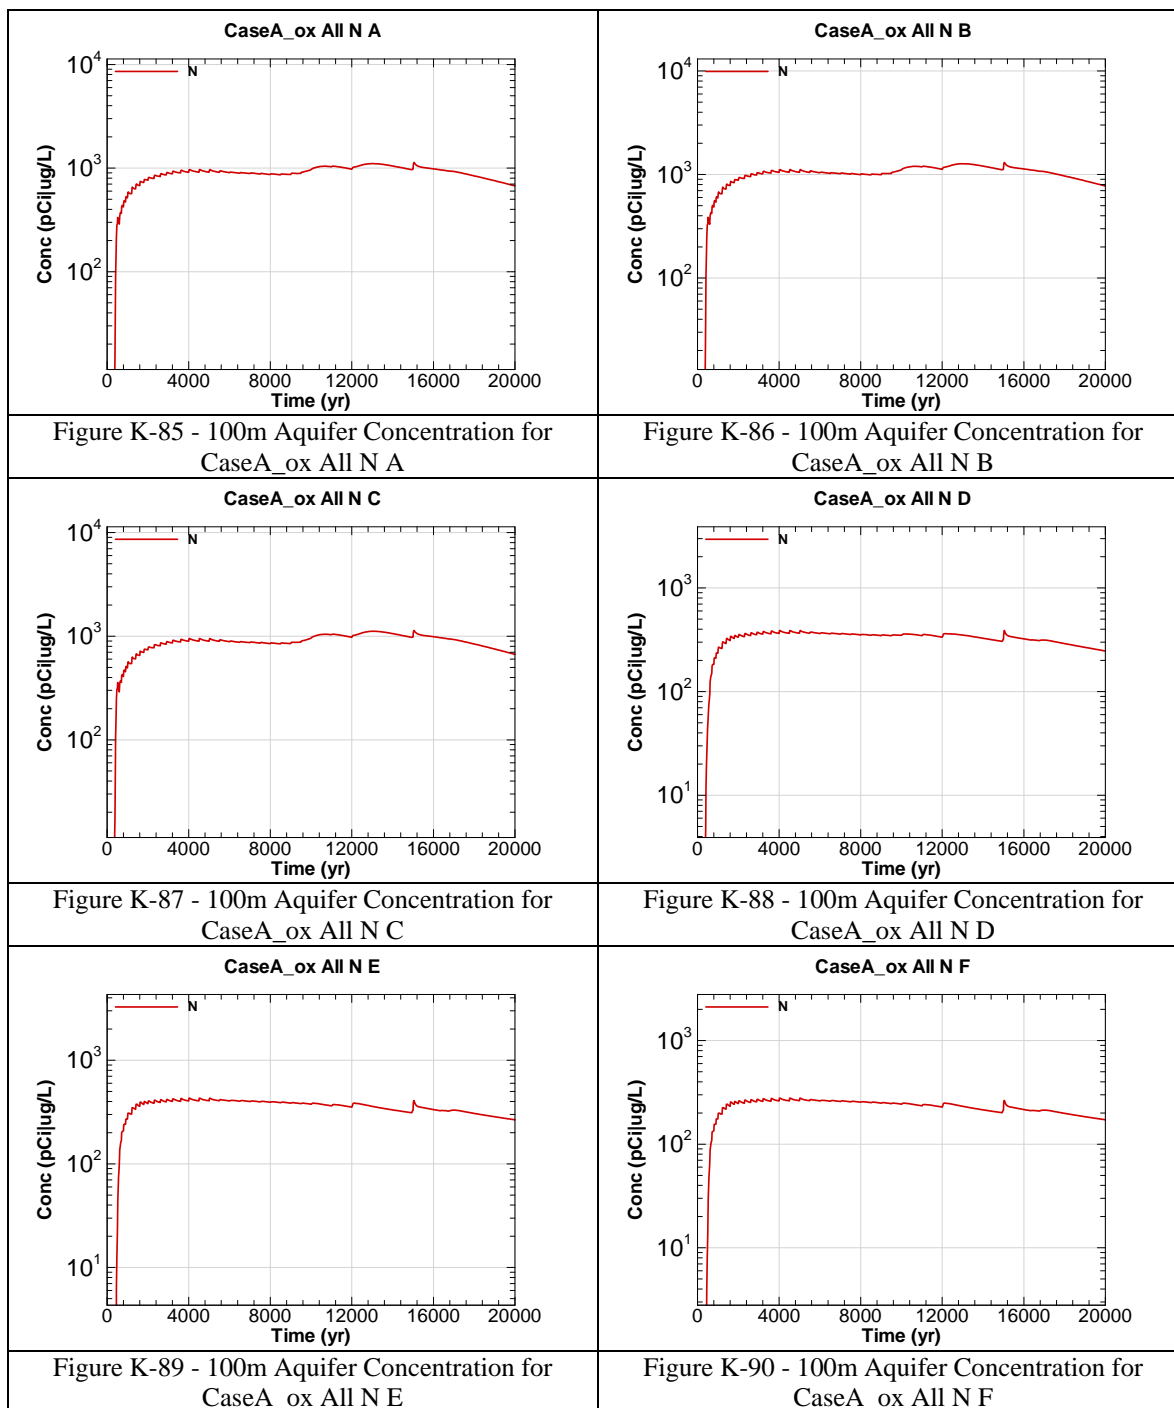 CaseA_ox All N A
N
10^4
10^3
10^2
Conc (pCi|ug/L)
0 4000 8000 12000 16000 20000
Time (yr)
Figure K-85 - 100m Aquifer Concentration for
CaseA_ox All N A
CaseA_ox All N B
N
10^4
10^3
10^2
Conc (pCi|ug/L)
0 4000 8000 12000 16000 20000
Time (yr)
Figure K-86 - 100m Aquifer Concentration for
CaseA_ox All N B
CaseA_ox All N C
N
10^4
10^3
10^2
Conc (pCi|ug/L)
0 4000 8000 12000 16000 20000
Time (yr)
Figure K-87 - 100m Aquifer Concentration for
CaseA_ox All N C
CaseA_ox All N D
N
10^3
10^2
10^1
Conc (pCi|ug/L)
0 4000 8000 12000 16000 20000
Time (yr)
Figure K-88 - 100m Aquifer Concentration for
CaseA_ox All N D
CaseA_ox All N E
N
10^3
10^2
10^1
Conc (pCi|ug/L)
0 4000 8000 12000 16000 20000
Time (yr)
Figure K-89 - 100m Aquifer Concentration for
CaseA_ox All N E
CaseA_ox All N F
N
10^3
10^2
10^1
Conc (pCi|ug/L)
0 4000 8000 12000 16000 20000
Time (yr)
Figure K-90 - 100m Aquifer Concentration for
CaseA_ox All N F